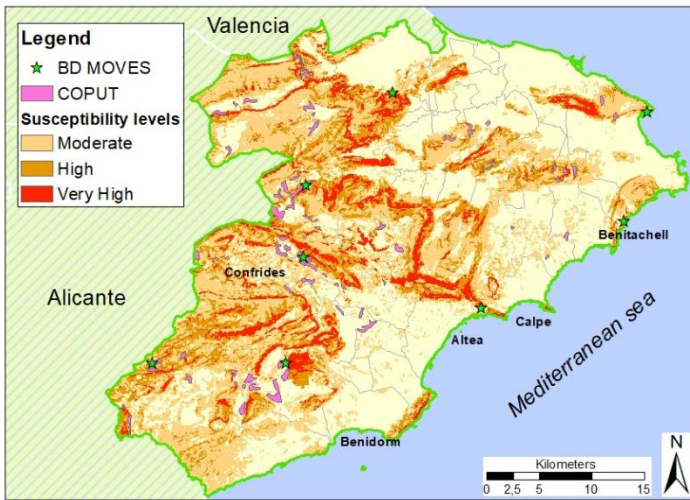 Valencia
Legend
BD MOVES
COPUT
Susceptibility levels
Moderate
High
Very High
Benitachell
Confrides
Alicante
Calpe
Altea
Mediterranean sea
Benidorm
N
Kilometers
0 2,5 5 10 15